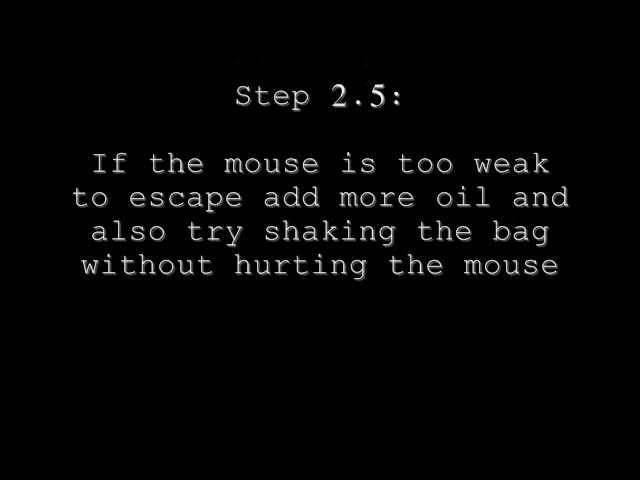 Step 2.5:
If the mouse is too weak
to escape add more oil and
also try shaking the bag
without hurting the mouse